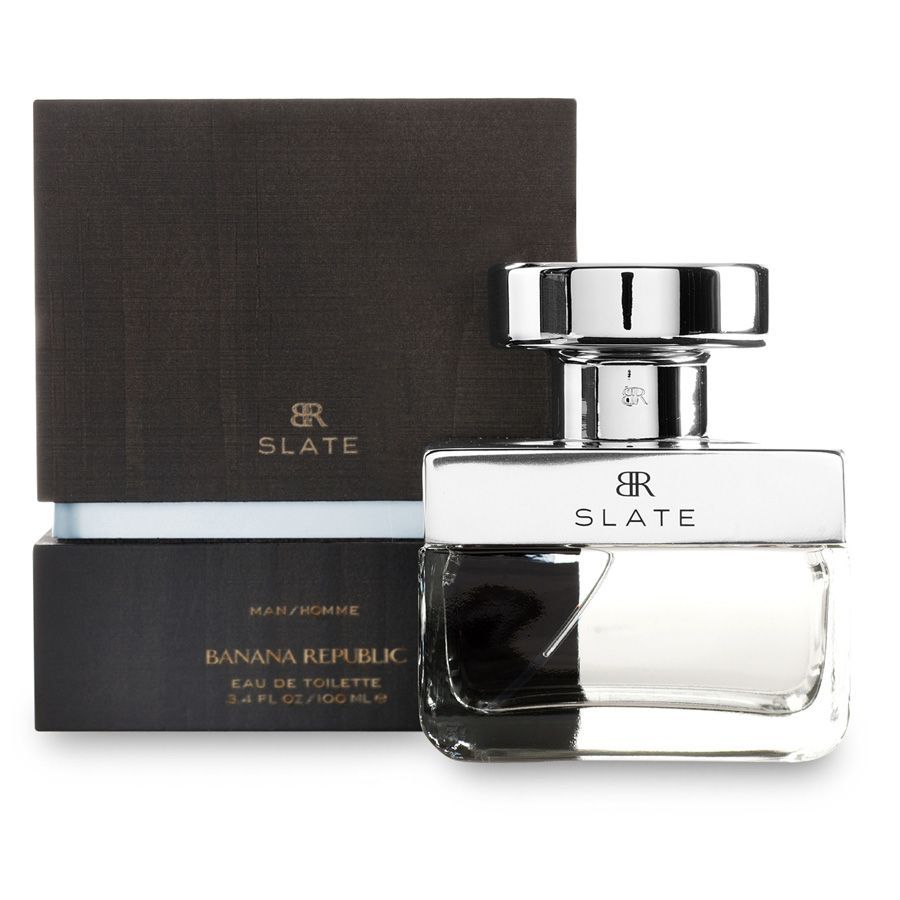 BR
SLATE
MAN/HOMME
BANANA REPUBLIC
EAU DE TOILETTE
3.4 FL OZ/100 ML ℮
BR
BR
SLATE